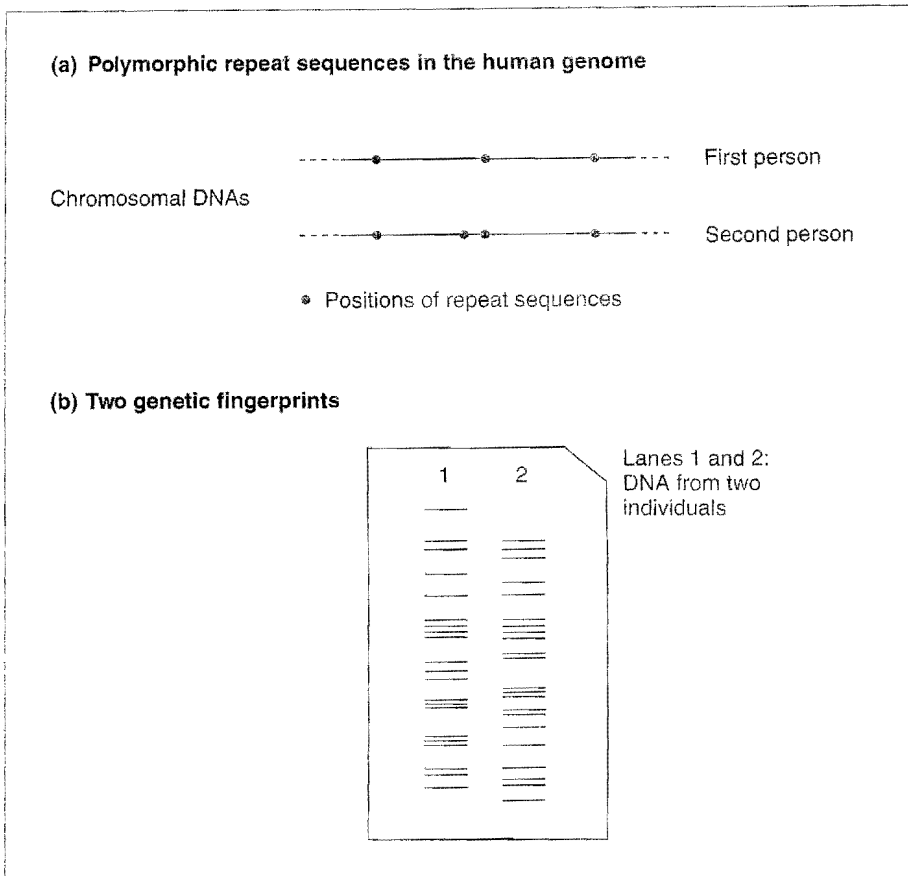 (a) Polymorphic repeat sequences in the human genome
First person
Chromosomal DNAs
Second person
Positions of repeat sequences
(b) Two genetic fingerprints
1 2
Lanes 1 and 2:
DNA from two
individuals